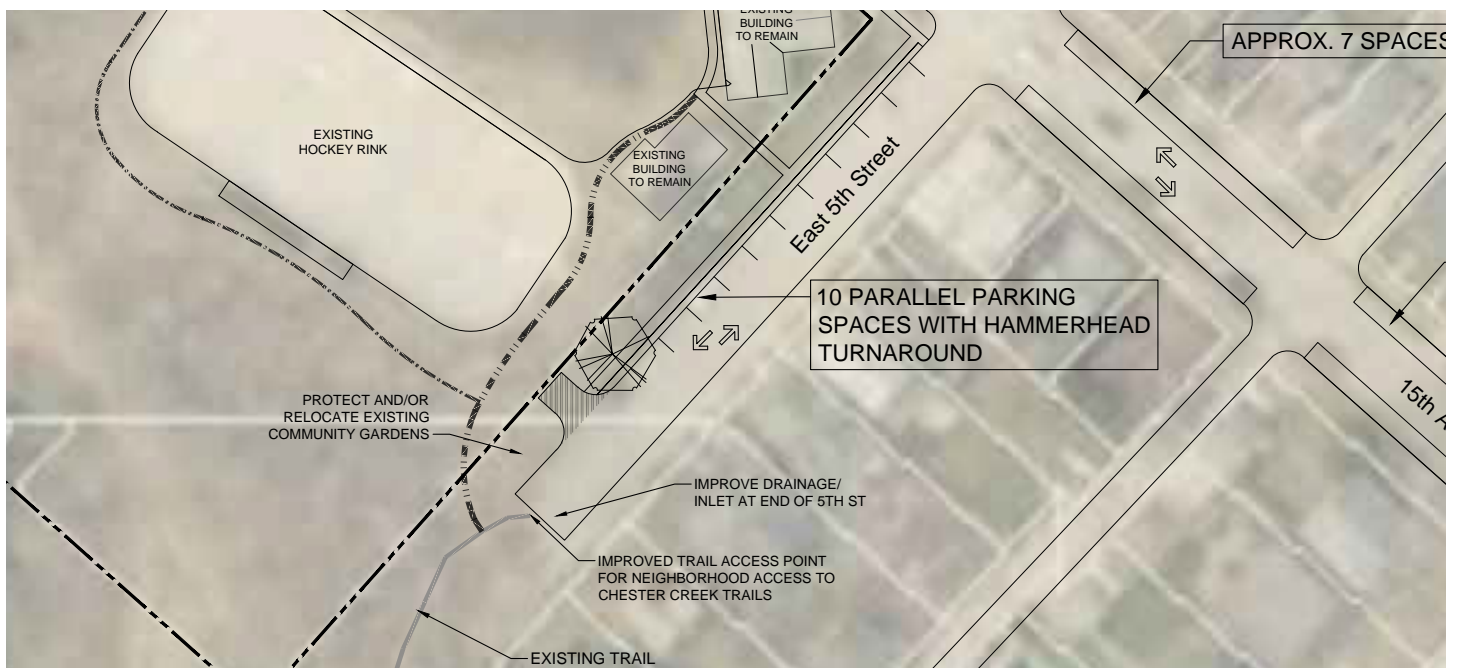 EXISTING
BUILDING
TO REMAIN
APPROX. 7 SPACES
EXISTING
HOCKEY RINK
EXISTING
BUILDING
TO REMAIN
East 5th Street
10 PARALLEL PARKING
SPACES WITH HAMMERHEAD
TURNAROUND
15th A
PROTECT AND/OR
RELOCATE EXISTING
COMMUNITY GARDENS
IMPROVE DRAINAGE/
INLET AT END OF 5TH ST
IMPROVED TRAIL ACCESS POINT
FOR NEIGHBORHOOD ACCESS TO
CHESTER CREEK TRAILS
EXISTING TRAIL